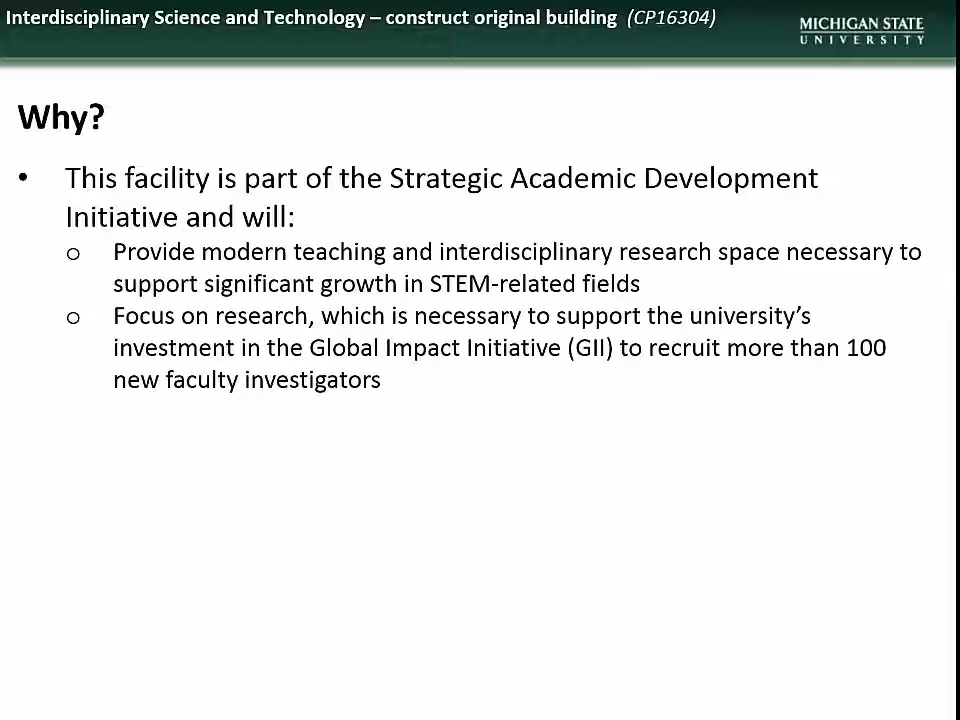 Interdisciplinary Science and Technology – construct original building (CP16304)
MICHIGAN STATE
UNIVERSITY
Why?
• This facility is part of the Strategic Academic Development
Initiative and will:
o Provide modern teaching and interdisciplinary research space necessary to
support significant growth in STEM-related fields
o Focus on research, which is necessary to support the university’s
investment in the Global Impact Initiative (GII) to recruit more than 100
new faculty investigators